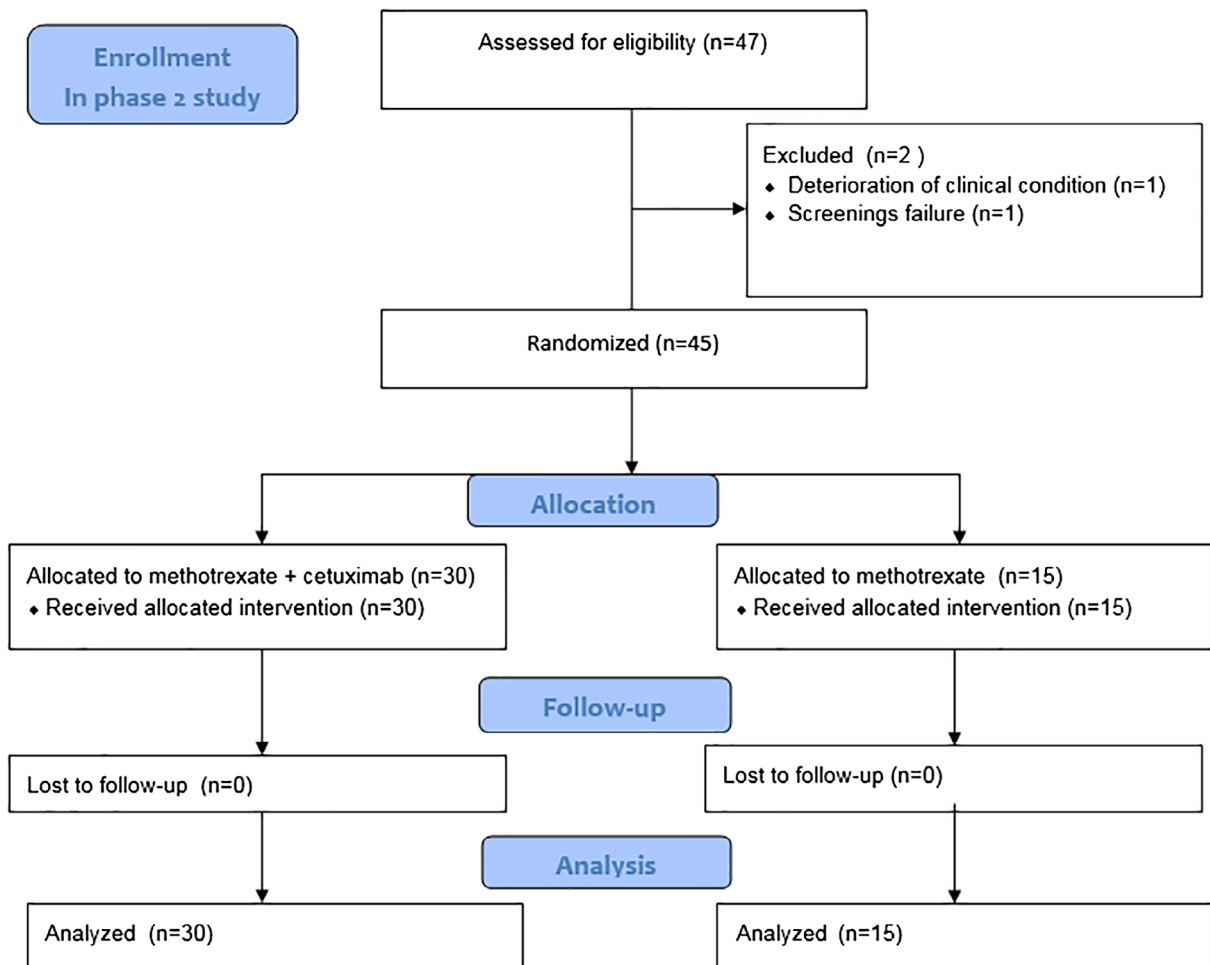 Enrollment
In phase 2 study
Assessed for eligibility (n=47)
Excluded (n=2 )
⬥ Deterioration of clinical condition (n=1)
⬥ Screenings failure (n=1)
Randomized (n=45)
Allocation
Allocated to methotrexate + cetuximab (n=30)
⬥ Received allocated intervention (n=30)
Allocated to methotrexate (n=15)
⬥ Received allocated intervention (n=15)
Follow-up
Lost to follow-up (n=0)
Lost to follow-up (n=0)
Analysis
Analyzed (n=30)
Analyzed (n=15)